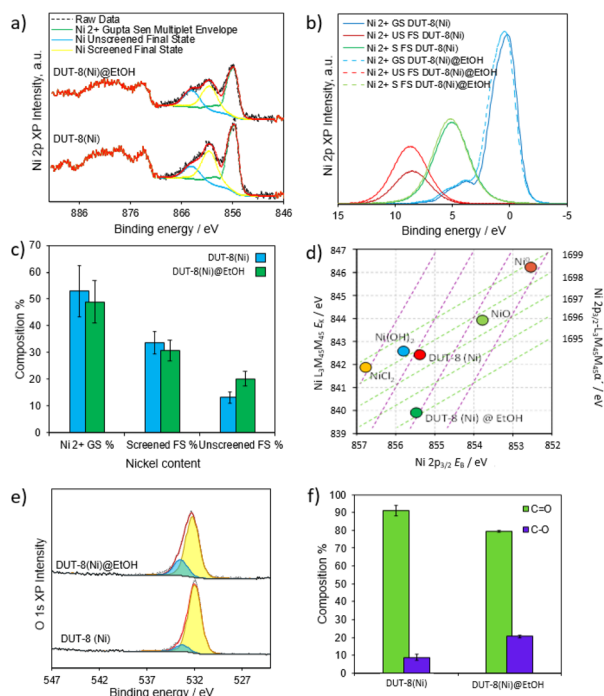 a)
Raw Data
Ni 2+ Gupta Sen Multiplet Envelope
Ni Unscreened Final State
Ni Screened Final State
DUT-8(Ni)@EtOH
DUT-8(Ni)
Ni 2p XP Intensity, a.u.
886 876 866 856 846
Binding energy / eV
b)
Ni 2+ GS DUT-8(Ni)
Ni 2+ US FS DUT-8(Ni)
Ni 2+ S FS DUT-8(Ni)
Ni 2+ GS DUT-8(Ni)@EtOH
Ni 2+ US FS DUT-8(Ni)@EtOH
Ni 2+ S FS DUT-8(Ni)@EtOH
Ni 2p XP Intensity, a.u.
15 10 5 0 -5
Binding energy / eV
c)
DUT-8(Ni)
DUT-8(Ni)@EtOH
Composition %
70
60
50
40
30
20
10
0
Ni 2+ GS % Screened FS % Unscreened FS %
Nickel content
d)
847
846
845
844
843
842
841
840
839
Ni L₃M₄₅M₄₅ Eₖ / eV
1699
1698
1697
1696
1695
Ni 2p₃/₂-L₃M₄₅M₄₅α' / eV
NiO
Ni(OH)₂
DUT-8 (Ni)
NiCl₂
DUT-8 (Ni) @ EtOH
857 856 855 854 853 852
Ni 2p₃/₂ E_B / eV
e)
DUT-8(Ni)@EtOH
DUT-8 (Ni)
O 1s XP Intensity
547 542 537 532 527
Binding energy / eV
f)
C=O
C-O
Composition %
100
90
80
70
60
50
40
30
20
10
0
DUT-8(Ni) DUT-8(Ni)@EtOH